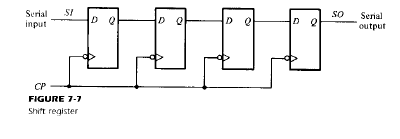 Serial input
SI
D Q
D Q
D Q
D Q
SO
Serial output
CP
FIGURE 7-7
Shift register